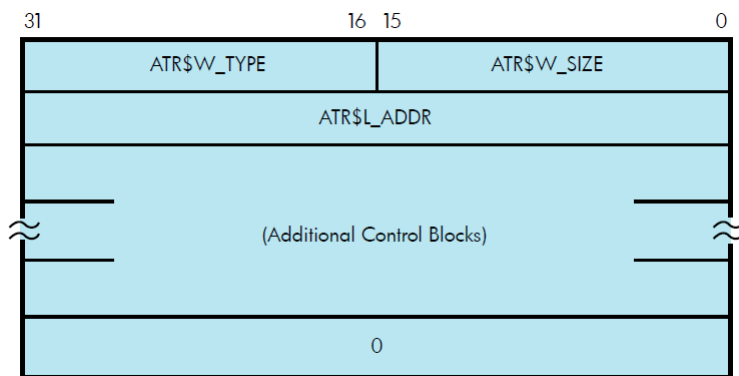 31 16 15 0
ATR$W_TYPE ATR$W_SIZE
ATR$L_ADDR
(Additional Control Blocks)
0